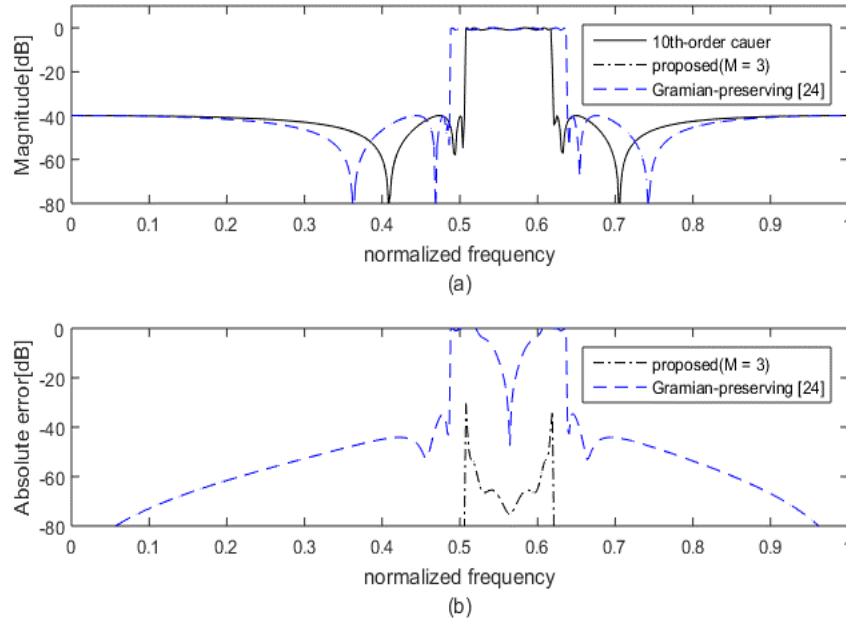 0
-20
-40
-60
-80
Magnitude[dB]
10th-order cauer
proposed(M = 3)
Gramian-preserving [24]
0 0.1 0.2 0.3 0.4 0.5 0.6 0.7 0.8 0.9 1
normalized frequency
(a)
0
-20
-40
-60
-80
Absolute error[dB]
proposed(M = 3)
Gramian-preserving [24]
0 0.1 0.2 0.3 0.4 0.5 0.6 0.7 0.8 0.9 1
normalized frequency
(b)